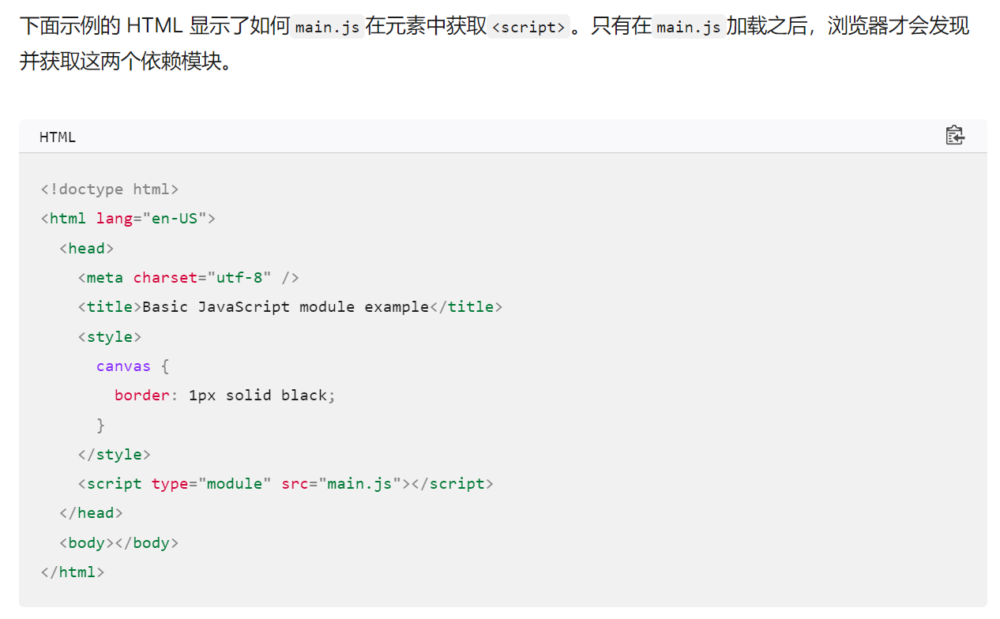 下面示例的 HTML 显示了如何 main.js 在元素中获取 <script> 。只有在 main.js 加载之后，浏览器才会发现
并获取这两个依赖模块。
HTML
<!doctype html>
<html lang="en-US">
  <head>
    <meta charset="utf-8" />
    <title>Basic JavaScript module example</title>
    <style>
      canvas {
        border: 1px solid black;
      }
    </style>
    <script type="module" src="main.js"></script>
  </head>
  <body></body>
</html>